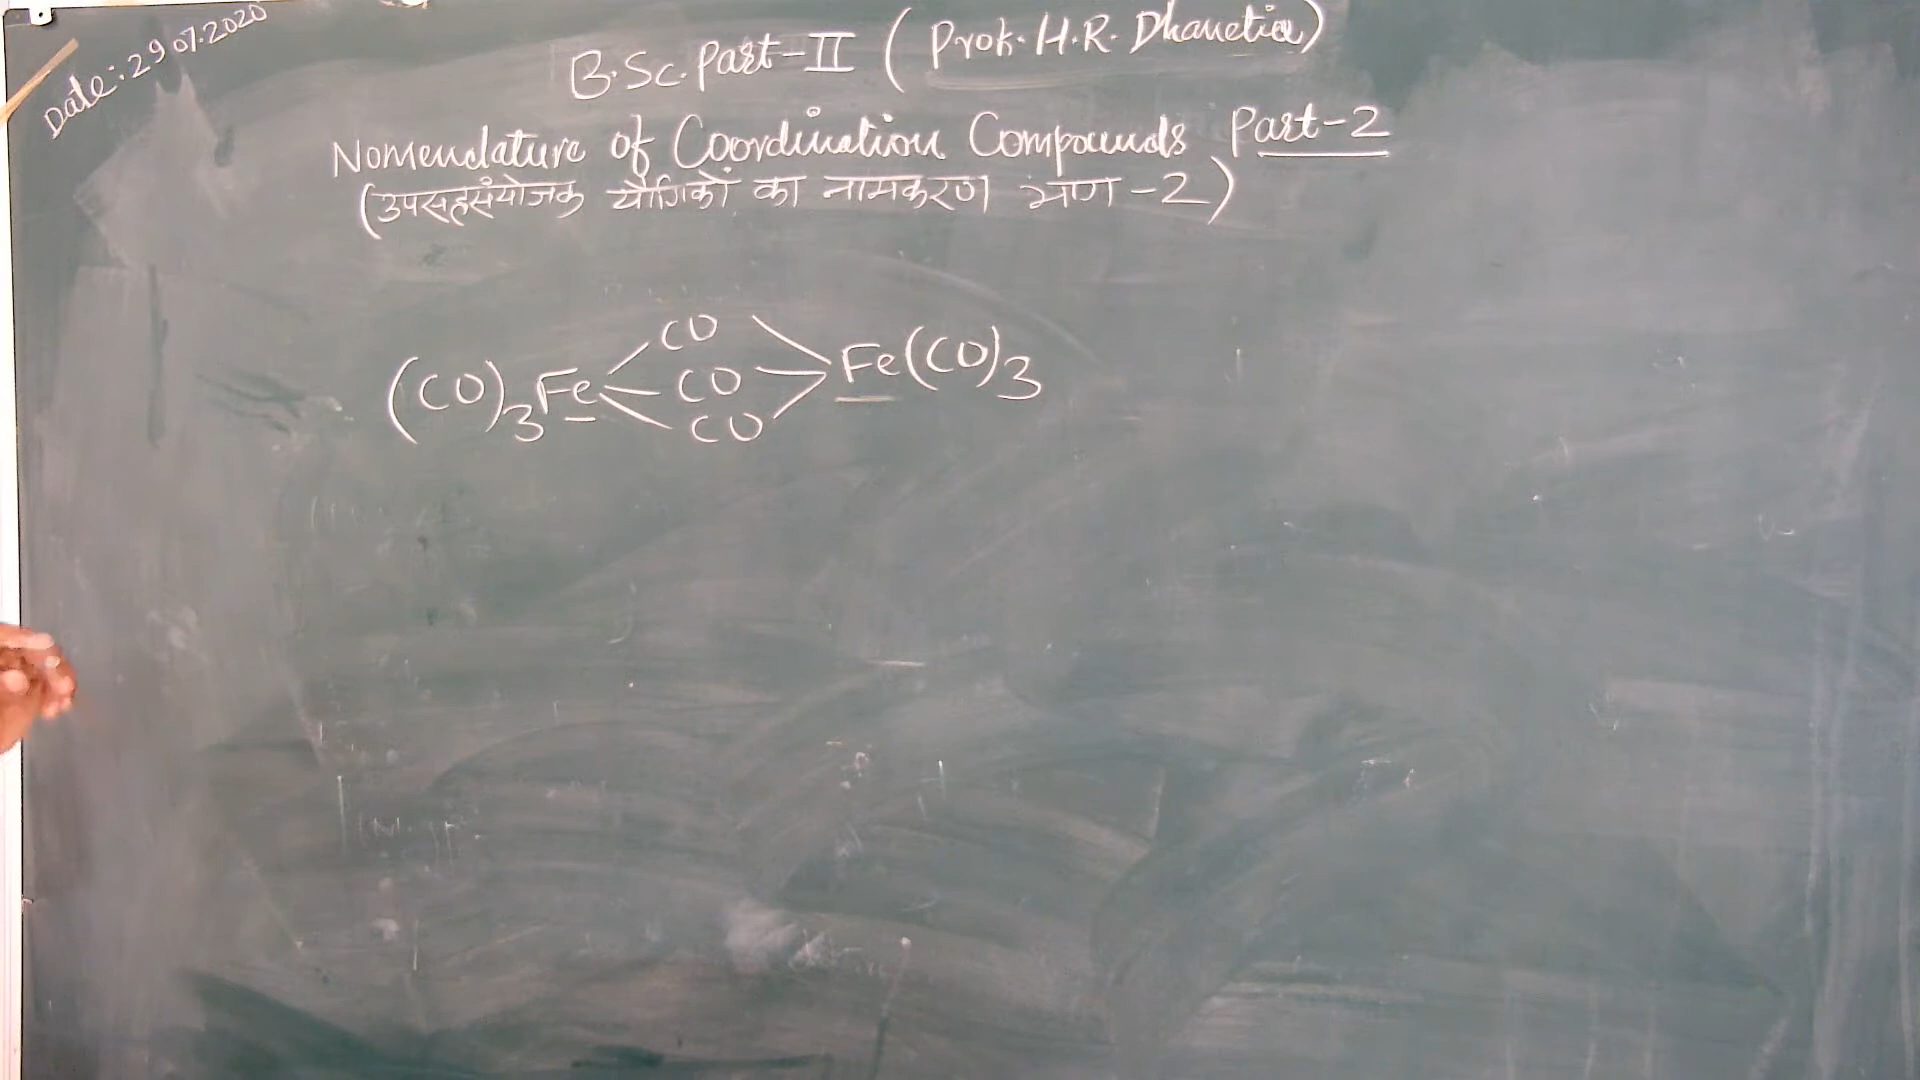 Date: 29 07.2020
B.Sc. Part-II ( Prof. H.R. Dhanetia)
Nomenclature of Coordination Compounds Part-2
(उपसहसंयोजक यौगिकों का नामकरण भाग -2)
CO
(CO)3Fe CO Fe(CO)3
CO